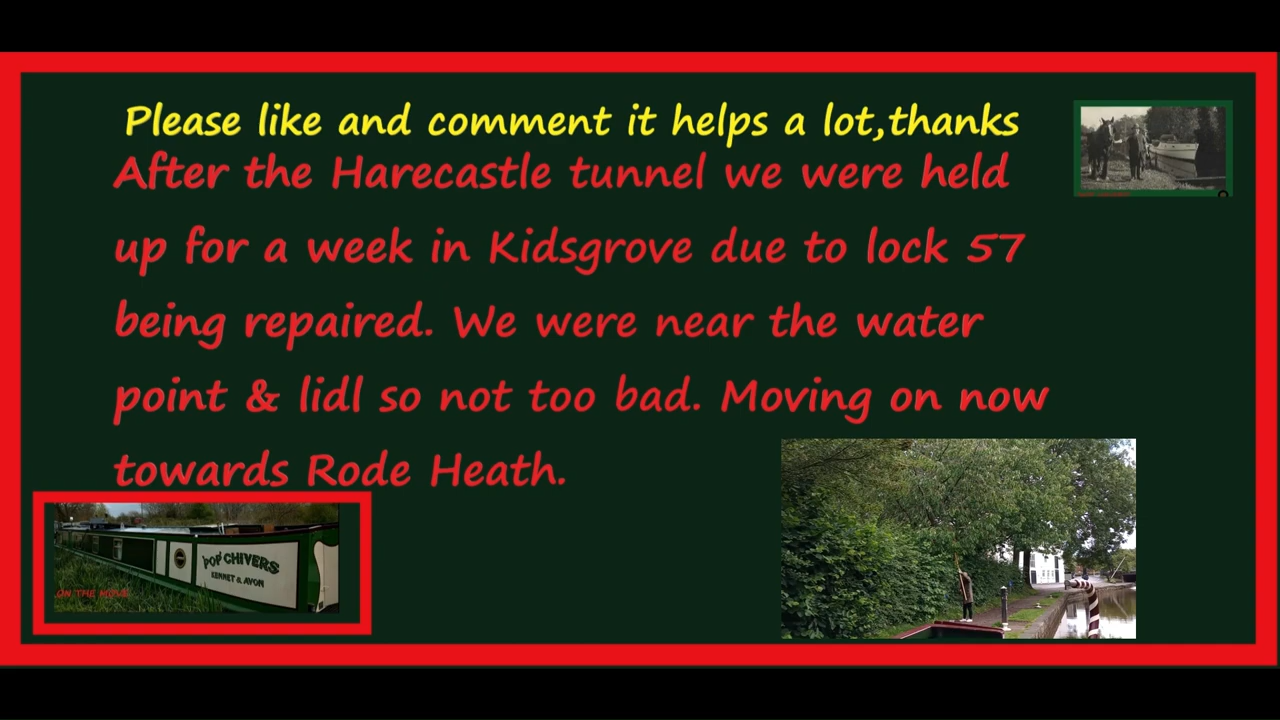 Please like and comment it helps a lot,thanks
After the Harecastle tunnel we were held
up for a week in Kidsgrove due to lock 57
being repaired. We were near the water
point & lidl so not too bad. Moving on now
towards Rode Heath.
'POP' CHIVERS
KENNET & AVON
ON THE MOVE